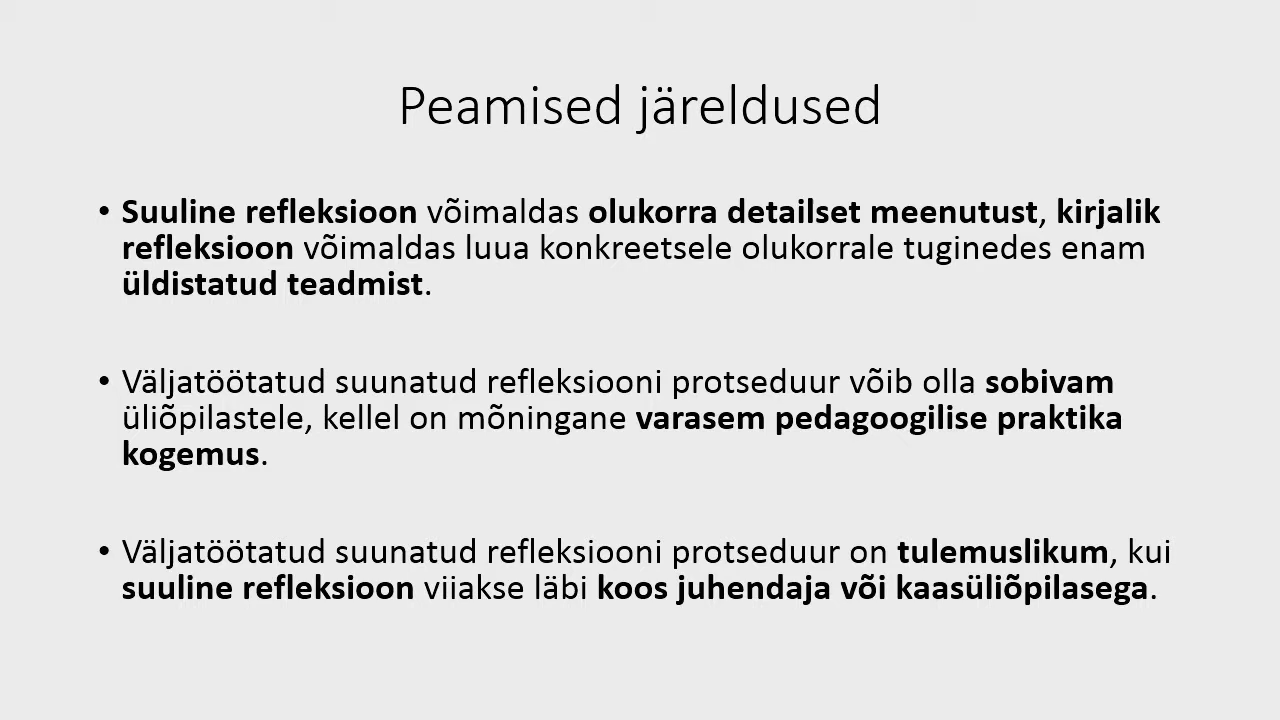 Peamised järeldused
• Suuline refleksioon võimaldas olukorra detailset meenutust, kirjalik
refleksioon võimaldas luua konkreetsele olukorrale tuginedes enam
üldistatud teadmist.
• Väljatöötatud suunatud refleksiooni protseduur võib olla sobivam
üliõpilastele, kellel on mõningane varasem pedagoogilise praktika
kogemus.
• Väljatöötatud suunatud refleksiooni protseduur on tulemuslikum, kui
suuline refleksioon viiakse läbi koos juhendaja või kaasüliõpilasega.